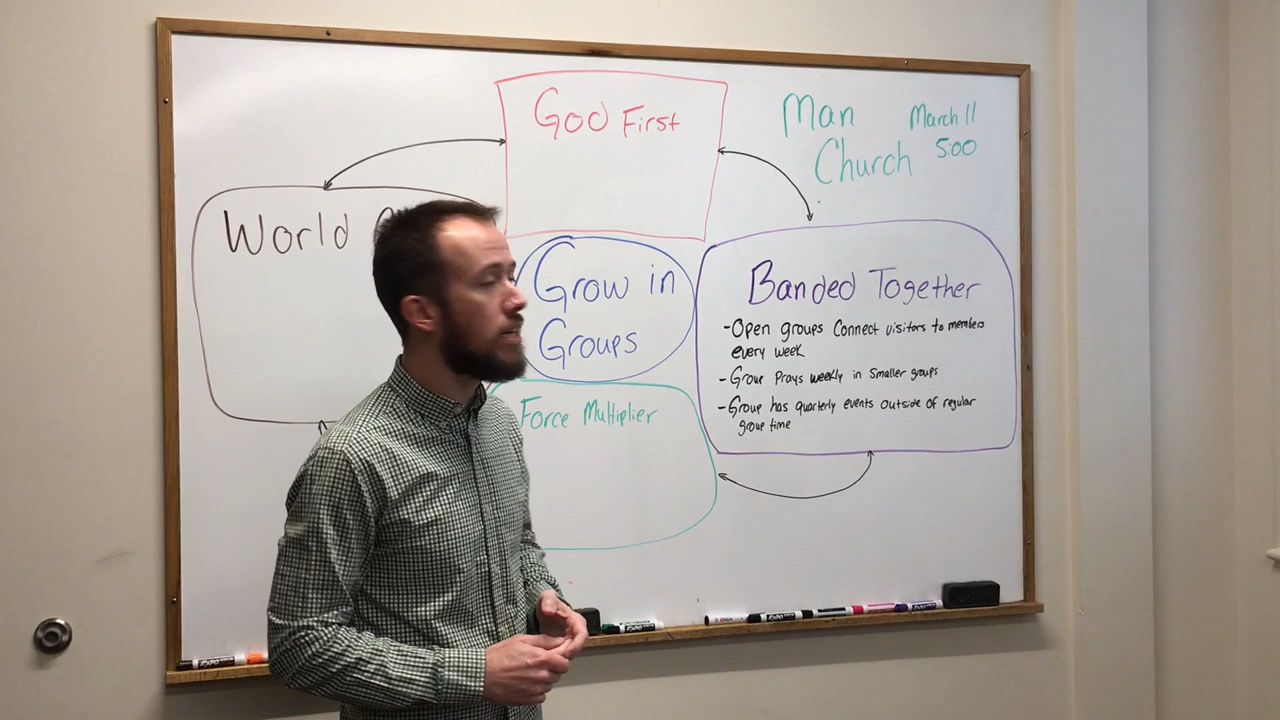 God First
Man
Church
March 11
5:00
World
Grow in
Groups
Banded Together
-Open groups Connect visitors to members
every week
-Group Prays weekly in Smaller groups
-Group has quarterly events outside of regular
group time
Force Multiplier
EXPO